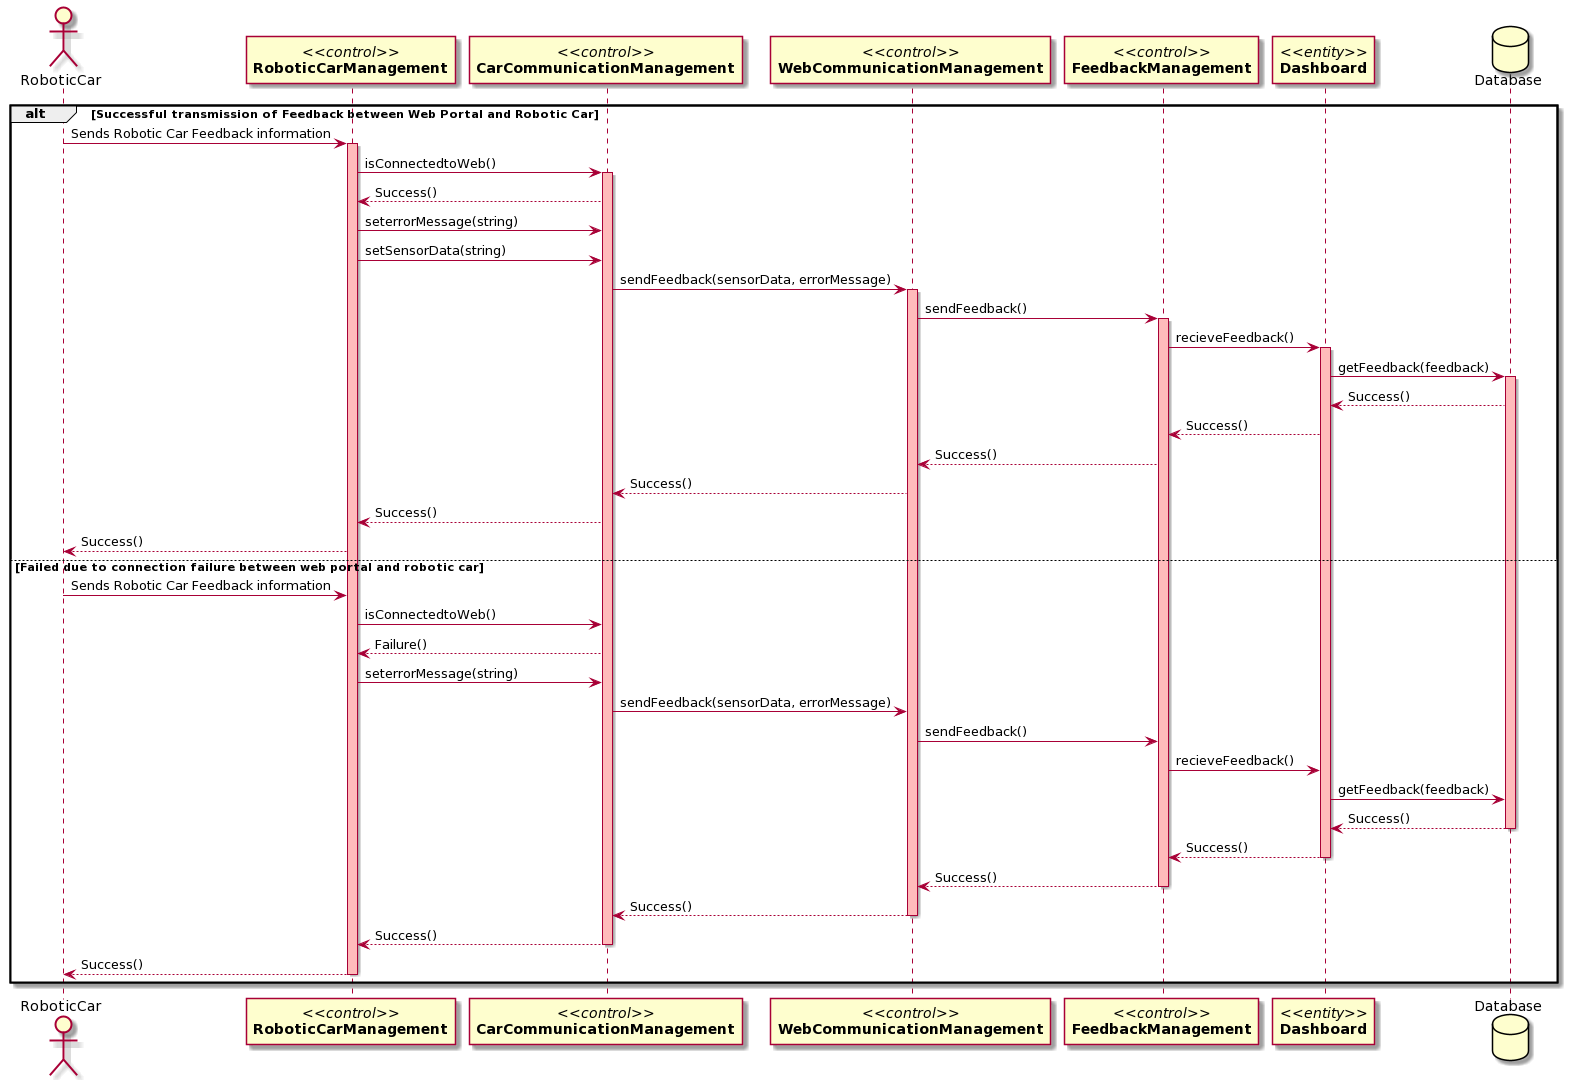 RoboticCar
<<control>>
RoboticCarManagement
<<control>>
CarCommunicationManagement
<<control>>
WebCommunicationManagement
<<control>>
FeedbackManagement
<<entity>>
Dashboard
Database
alt [Successful transmission of Feedback between Web Portal and Robotic Car]
Sends Robotic Car Feedback information
isConnectedtoWeb()
Success()
seterrorMessage(string)
setSensorData(string)
sendFeedback(sensorData, errorMessage)
sendFeedback()
recieveFeedback()
getFeedback(feedback)
Success()
Success()
Success()
Success()
Success()
Success()
[Failed due to connection failure between web portal and robotic car]
Sends Robotic Car Feedback information
isConnectedtoWeb()
Failure()
seterrorMessage(string)
sendFeedback(sensorData, errorMessage)
sendFeedback()
recieveFeedback()
getFeedback(feedback)
Success()
Success()
Success()
Success()
Success()
Success()
RoboticCar
<<control>>
RoboticCarManagement
<<control>>
CarCommunicationManagement
<<control>>
WebCommunicationManagement
<<control>>
FeedbackManagement
<<entity>>
Dashboard
Database